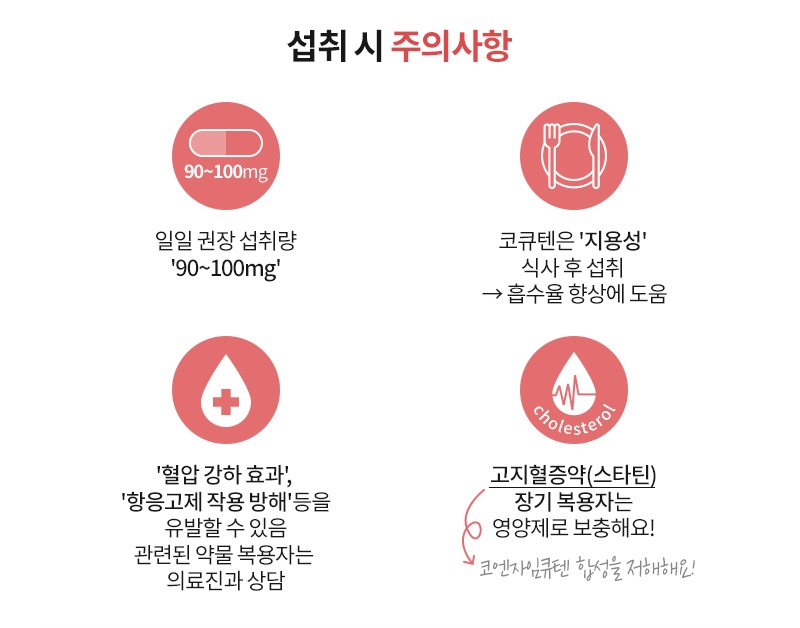 섭취 시 주의사항
90~100mg
일일 권장 섭취량
'90~100mg'
코큐텐은 '지용성'
식사 후 섭취
→ 흡수율 향상에 도움
'혈압 강하 효과',
'항응고제 작용 방해'등을
유발할 수 있음
관련된 약물 복용자는
의료진과 상담
cholesterol
고지혈증약(스타틴)
장기 복용자는
영양제로 보충해요!
코엔자임큐텐 합성을 저해해요!